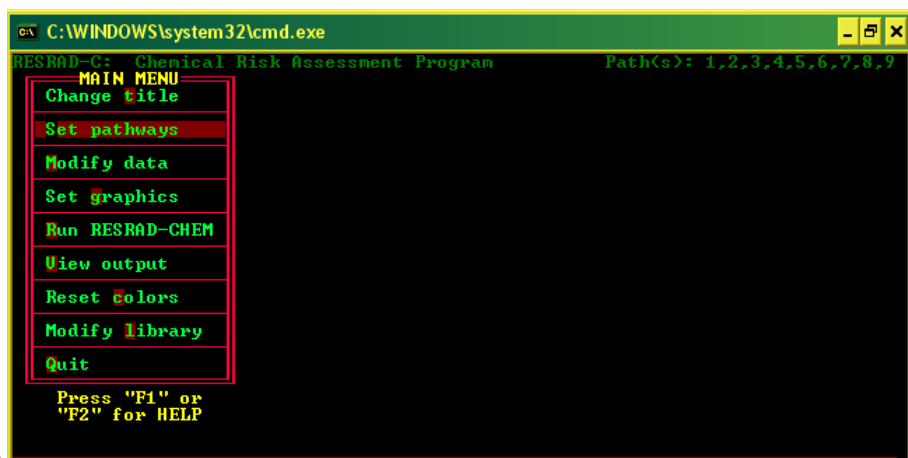 C:\WINDOWS\system32\cmd.exe
RESRAD-C: Chemical Risk Assessment Program Path(s): 1,2,3,4,5,6,7,8,9
MAIN MENU
Change title
Set pathways
Modify data
Set graphics
Run RESRAD-CHEM
View output
Reset colors
Modify library
Quit
Press "F1" or
"F2" for HELP